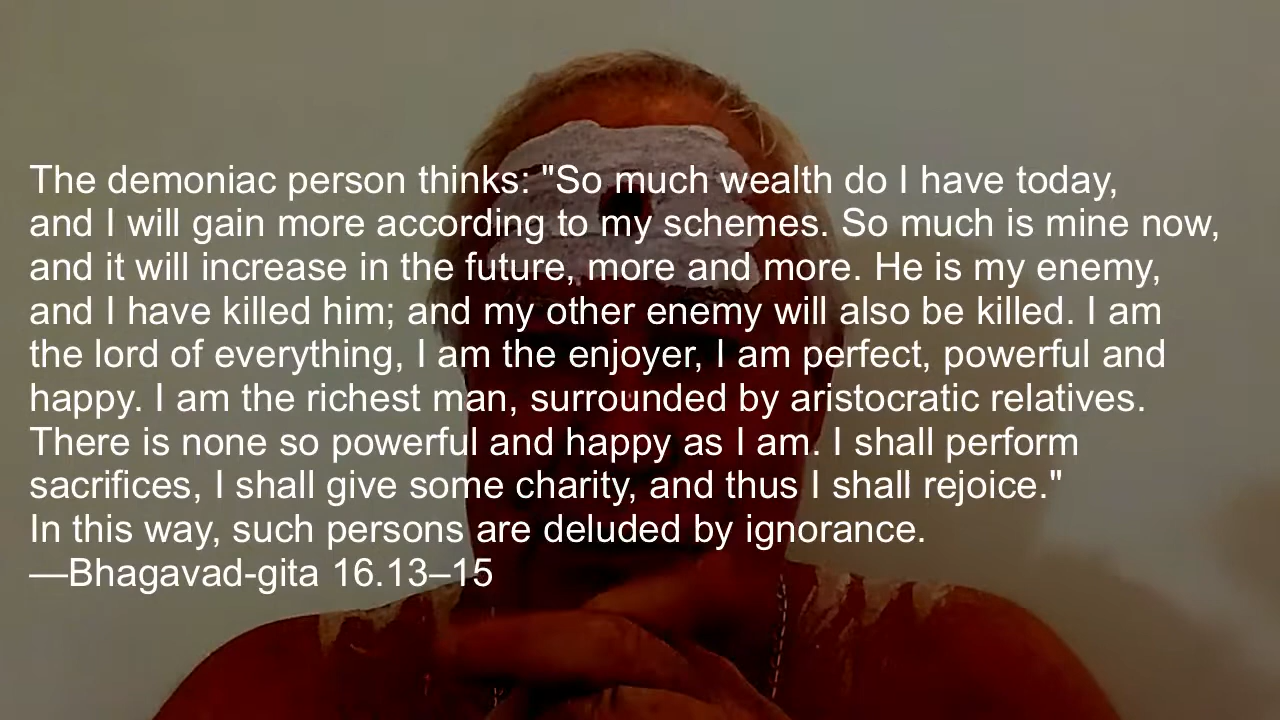 The demoniac person thinks: "So much wealth do I have today,
and I will gain more according to my schemes. So much is mine now,
and it will increase in the future, more and more. He is my enemy,
and I have killed him; and my other enemy will also be killed. I am
the lord of everything, I am the enjoyer, I am perfect, powerful and
happy. I am the richest man, surrounded by aristocratic relatives.
There is none so powerful and happy as I am. I shall perform
sacrifices, I shall give some charity, and thus I shall rejoice."
In this way, such persons are deluded by ignorance.
—Bhagavad-gita 16.13–15